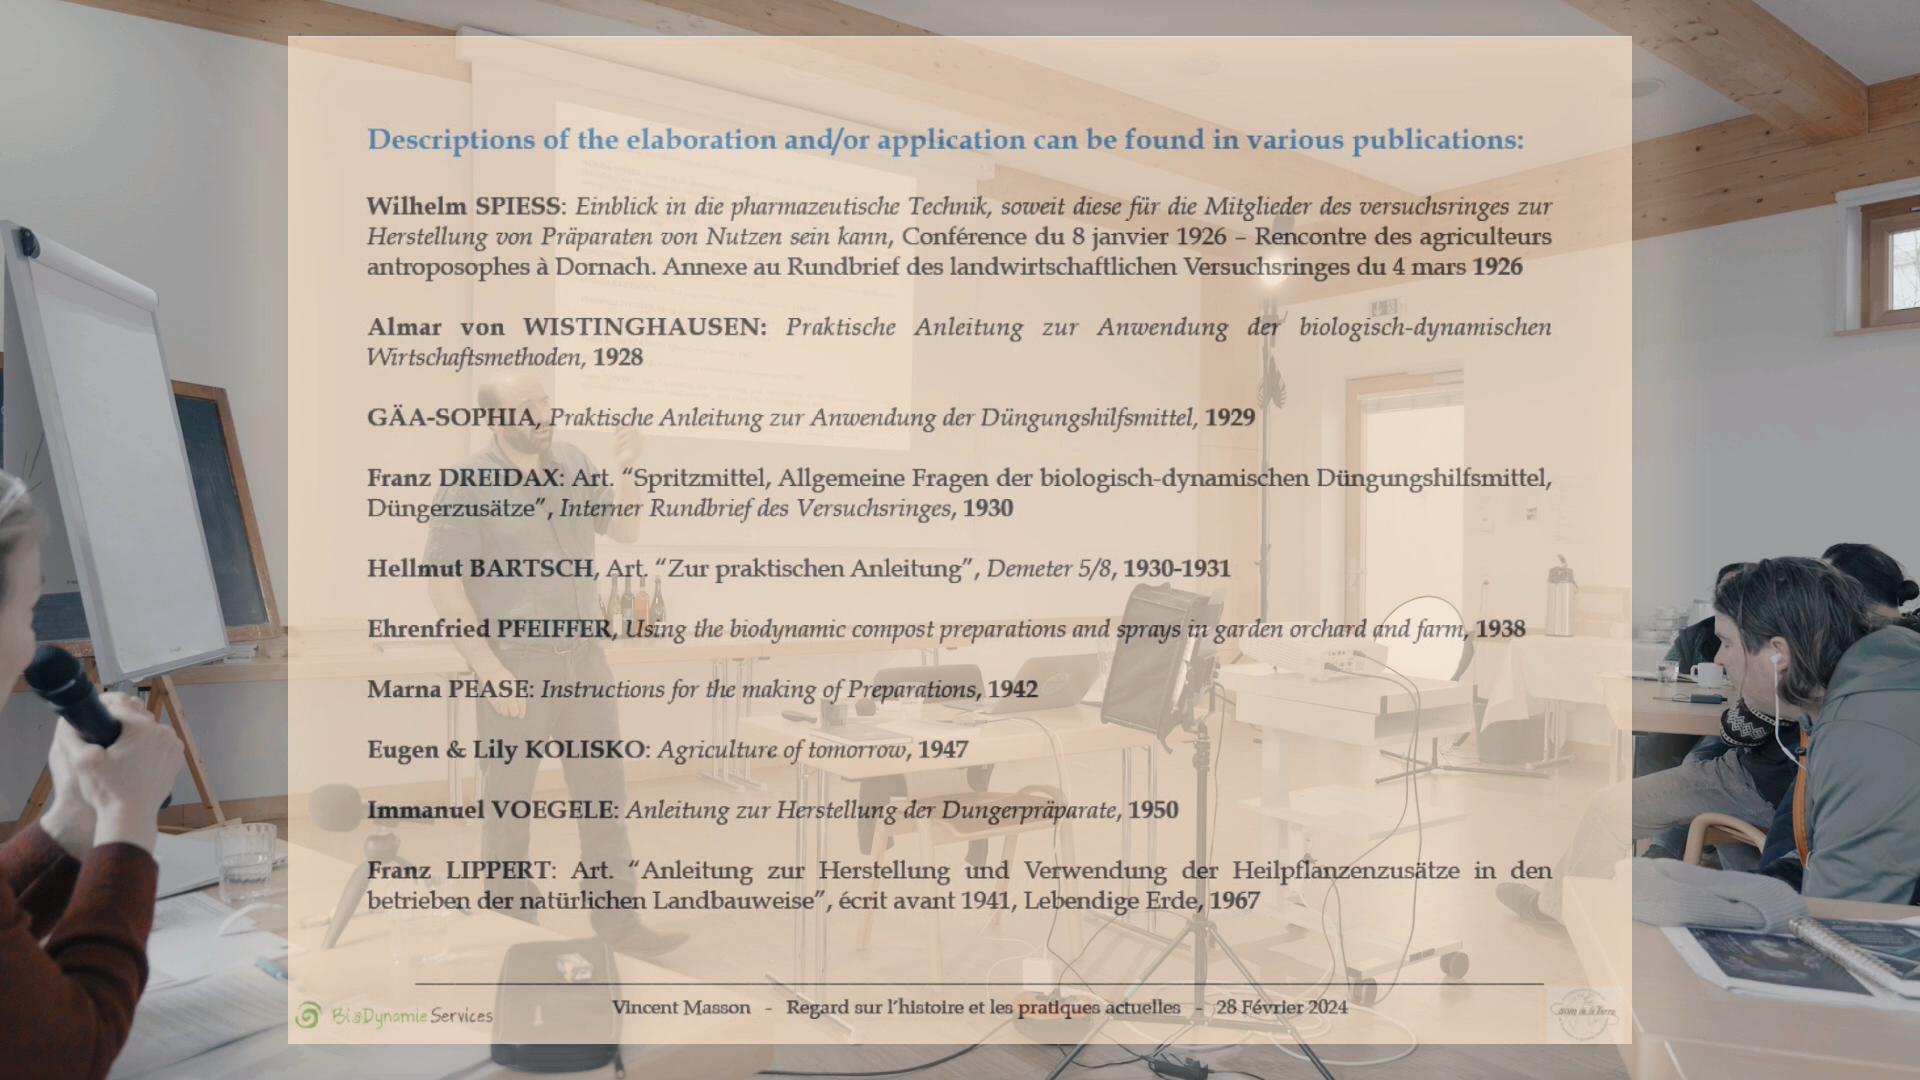 Descriptions of the elaboration and/or application can be found in various publications:
Wilhelm SPIESS: Einblick in die pharmazeutische Technik, soweit diese für die Mitglieder des versuchsringes zur
Herstellung von Präparaten von Nutzen sein kann, Conférence du 8 janvier 1926 – Rencontre des agriculteurs
antroposophes à Dornach. Annexe au Rundbrief des landwirtschaftlichen Versuchsringes du 4 mars 1926
Almar von WISTINGHAUSEN: Praktische Anleitung zur Anwendung der biologisch-dynamischen
Wirtschaftsmethoden, 1928
GÄA-SOPHIA, Praktische Anleitung zur Anwendung der Düngungshilfsmittel, 1929
Franz DREIDAX: Art. “Spritzmittel, Allgemeine Fragen der biologisch-dynamischen Düngungshilfsmittel,
Düngerzusätze”, Interner Rundbrief des Versuchsringes, 1930
Hellmut BARTSCH, Art. “Zur praktischen Anleitung”, Demeter 5/8, 1930-1931
Ehrenfried PFEIFFER, Using the biodynamic compost preparations and sprays in garden orchard and farm, 1938
Marna PEASE: Instructions for the making of Preparations, 1942
Eugen & Lily KOLISKO: Agriculture of tomorrow, 1947
Immanuel VOEGELE: Anleitung zur Herstellung der Dungerpräparate, 1950
Franz LIPPERT: Art. “Anleitung zur Herstellung und Verwendung der Heilpflanzenzusätze in den
betrieben der natürlichen Landbauweise”, écrit avant 1941, Lebendige Erde, 1967
BioDynamie Services
Vincent Masson - Regard sur l’histoire et les pratiques actuelles - 28 Février 2024